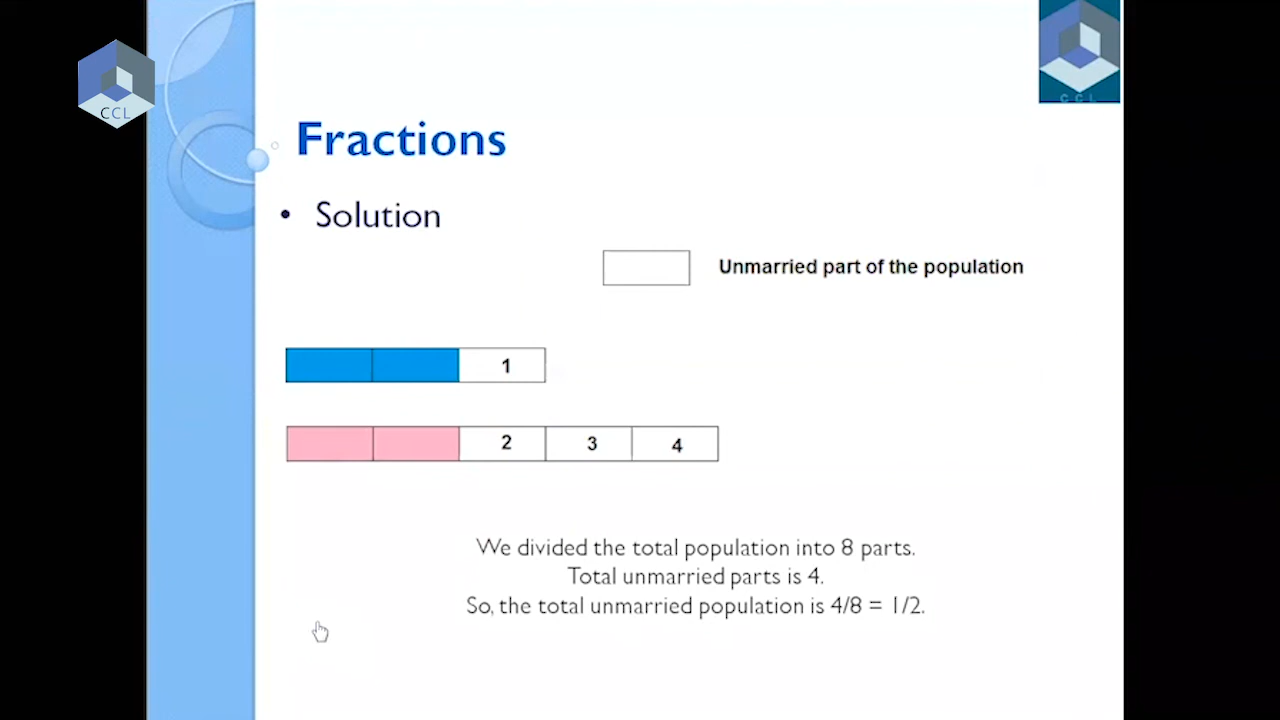 CCL
CCL
Fractions
• Solution
Unmarried part of the population
1
2 3 4
We divided the total population into 8 parts.
Total unmarried parts is 4.
So, the total unmarried population is 4/8 = 1/2.